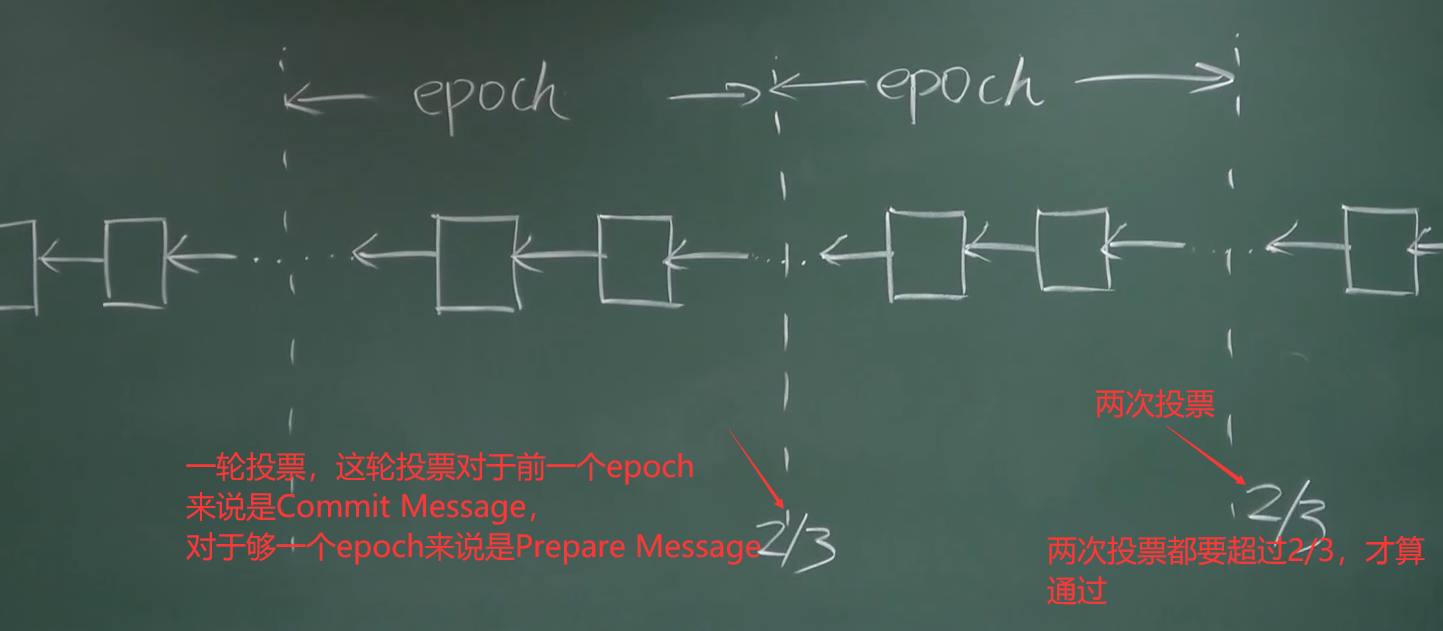 epoch
epoch
两次投票
一轮投票，这轮投票对于前一个epoch
来说是Commit Message，
对于够一个epoch来说是Prepare Message
2/3
2/3
两次投票都要超过2/3，才算
通过